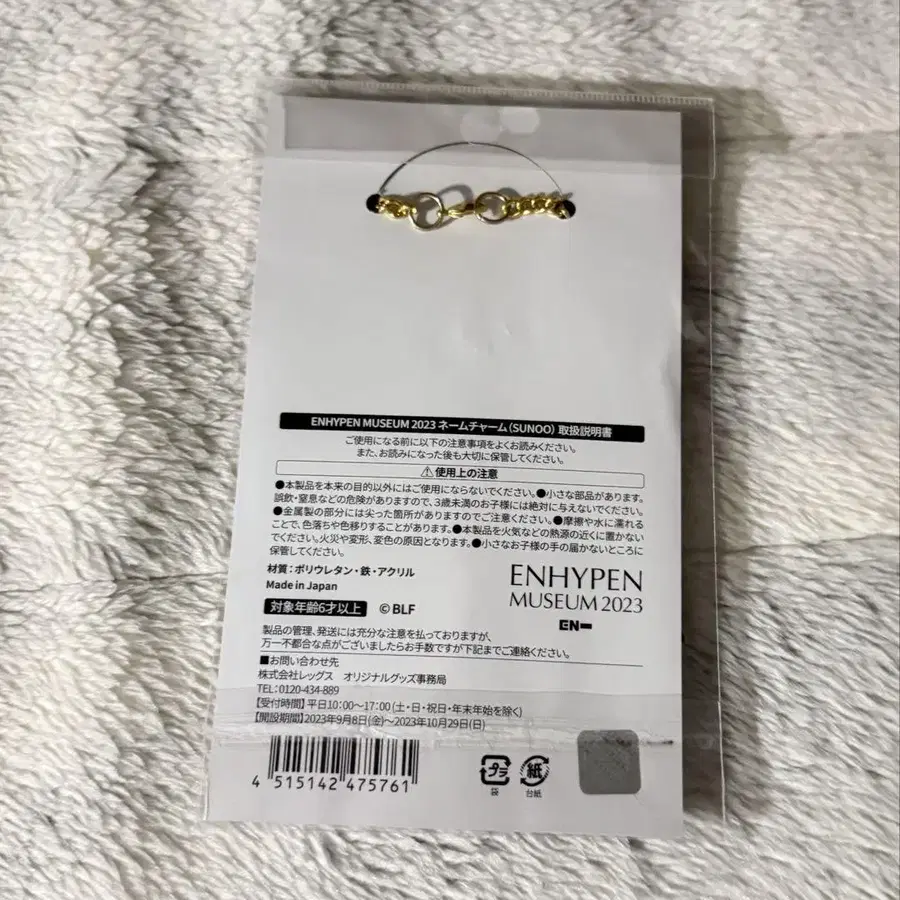 ENHYPEN MUSEUM 2023 ネームチャーム（SUNOO）取扱説明書
ご使用になる前に以下の注意事項をよくお読みください。
また、お読みになった後も大切に保管してください。
⚠使用上の注意
●本製品を本来の目的以外にはご使用にならないでください。●小さな部品があります。
誤飲・窒息などの危険がありますので、3歳未満のお子様には絶対に与えないでください。
●金属製の部分には尖った箇所がありますのでご注意ください。●摩擦や水に濡れる
ことで、色落ちや色移りすることがあります。●本製品を火気などの熱源の近くに置かない
でください。火災や変形、変色の原因となります。●小さなお子様の手の届かないところに
保管してください。
材質：ポリウレタン・鉄・アクリル
Made in Japan
対象年齢6才以上 © BLF
ENHYPEN
MUSEUM 2023
EN-
製品の管理、発送には充分な注意を払っておりますが、
万一不都合な点がございましたらお手数ですが下記までご連絡ください。
■お問い合わせ先
株式会社レッグス オリジナルグッズ事務局
TEL：0120-434-889
【受付時間】平日10：00～17：00（土・日・祝日・年末年始を除く）
【開設期間】2023年9月8日(金)～2023年10月29日(日)
4 515142 475761
プラ
袋
紙
台紙